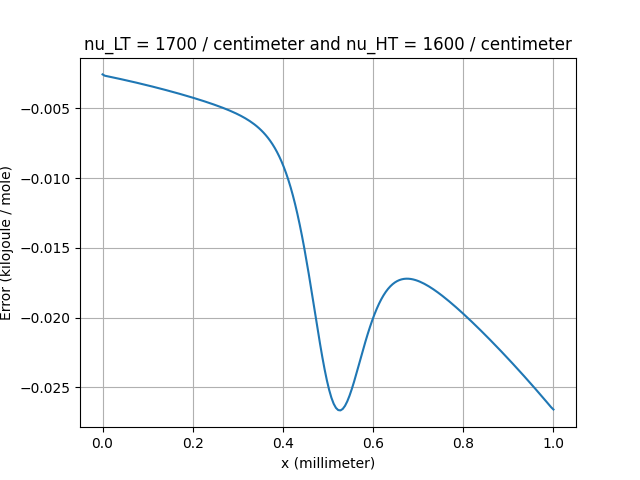 nu_LT = 1700 / centimeter and nu_HT = 1600 / centimeter
−0.005
−0.010
−0.015
−0.020
−0.025
Error (kilojoule / mole)
0.0 0.2 0.4 0.6 0.8 1.0
x (millimeter)